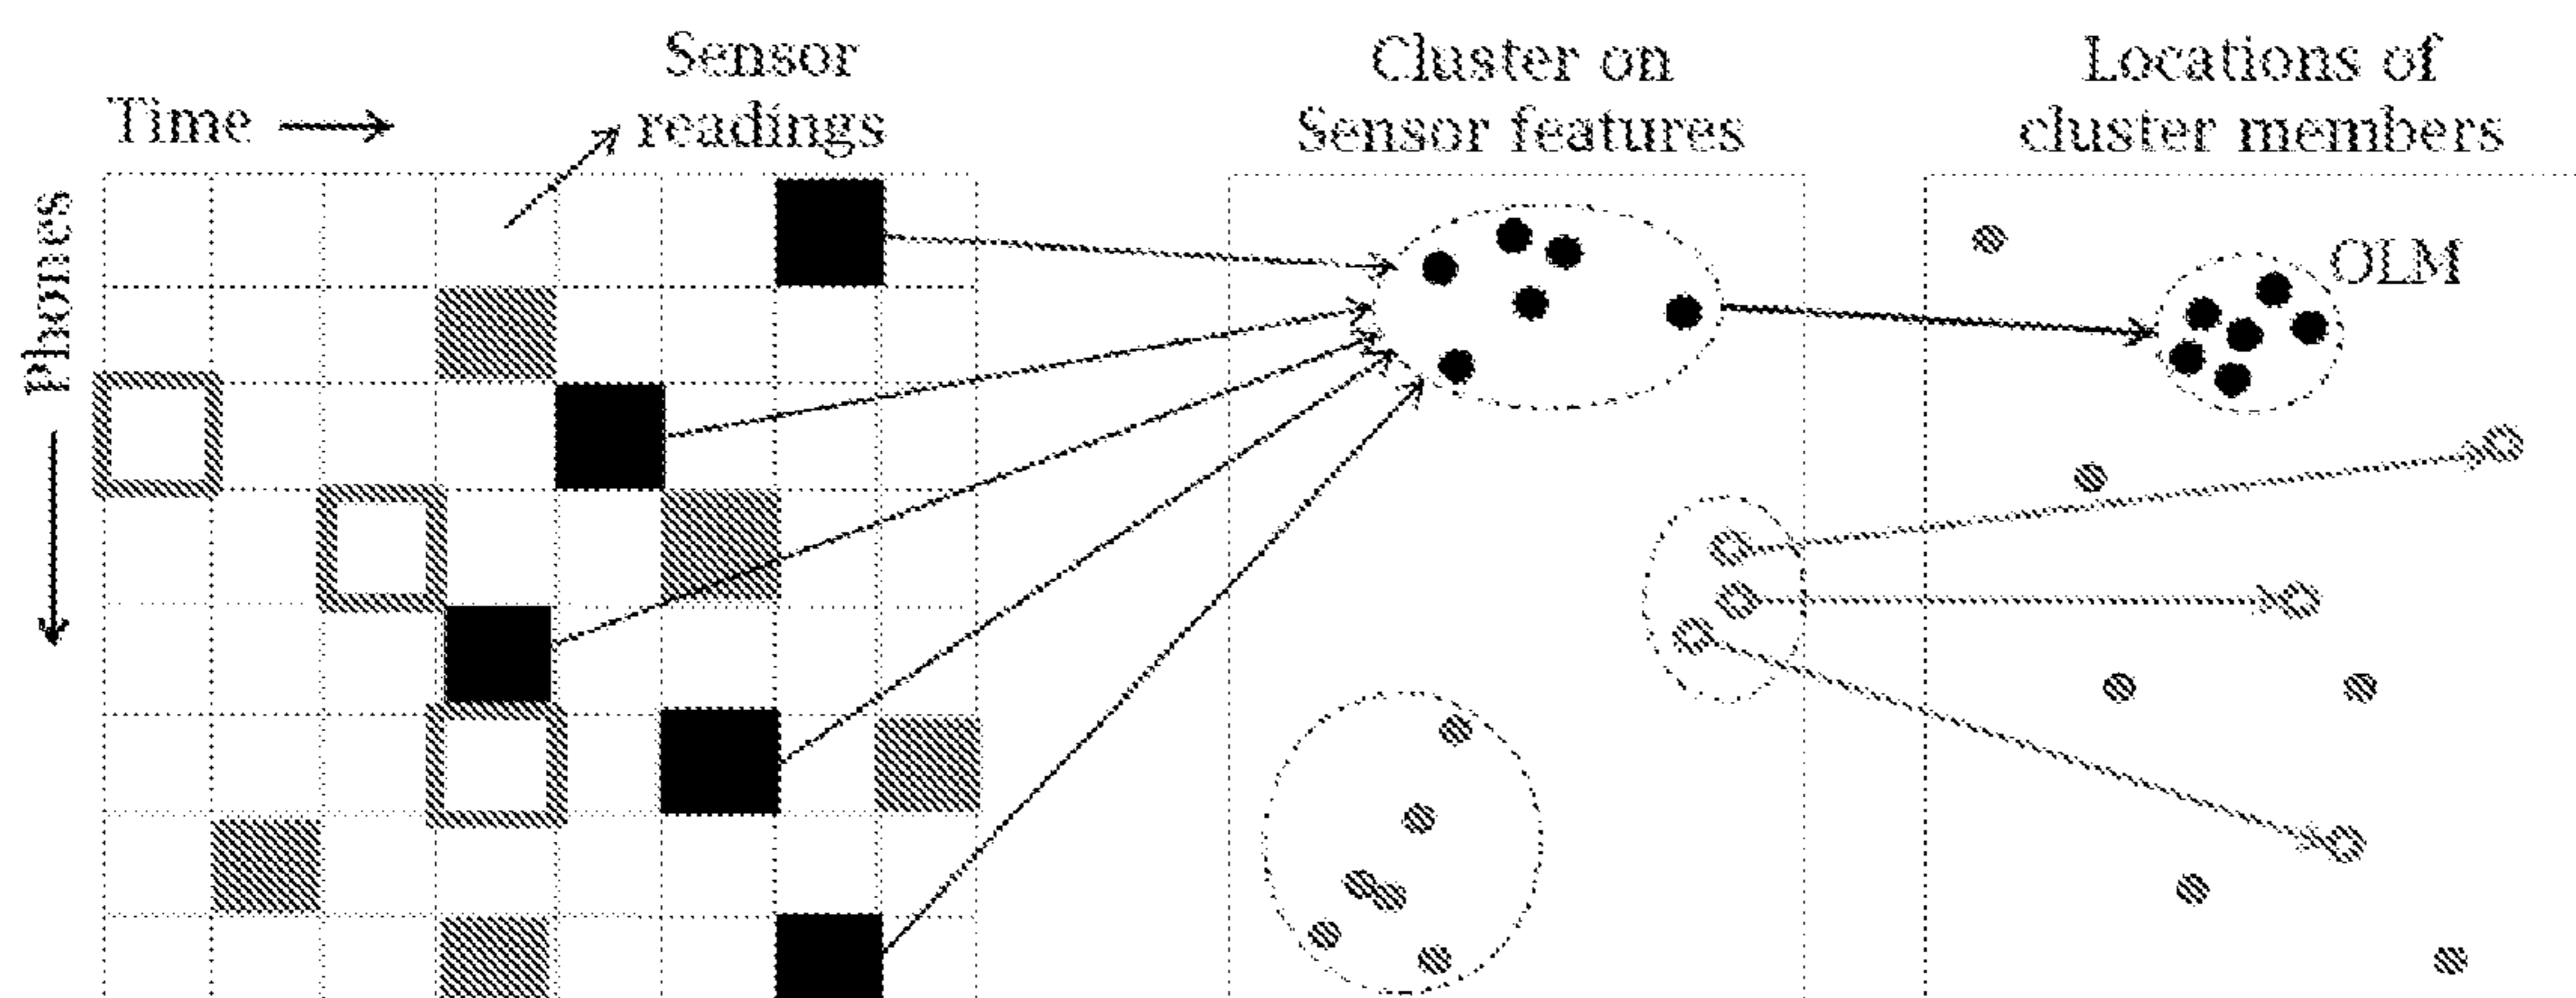 Sensor
readings
Time
Phones
Cluster on
Sensor features
Locations of
cluster members
OLM